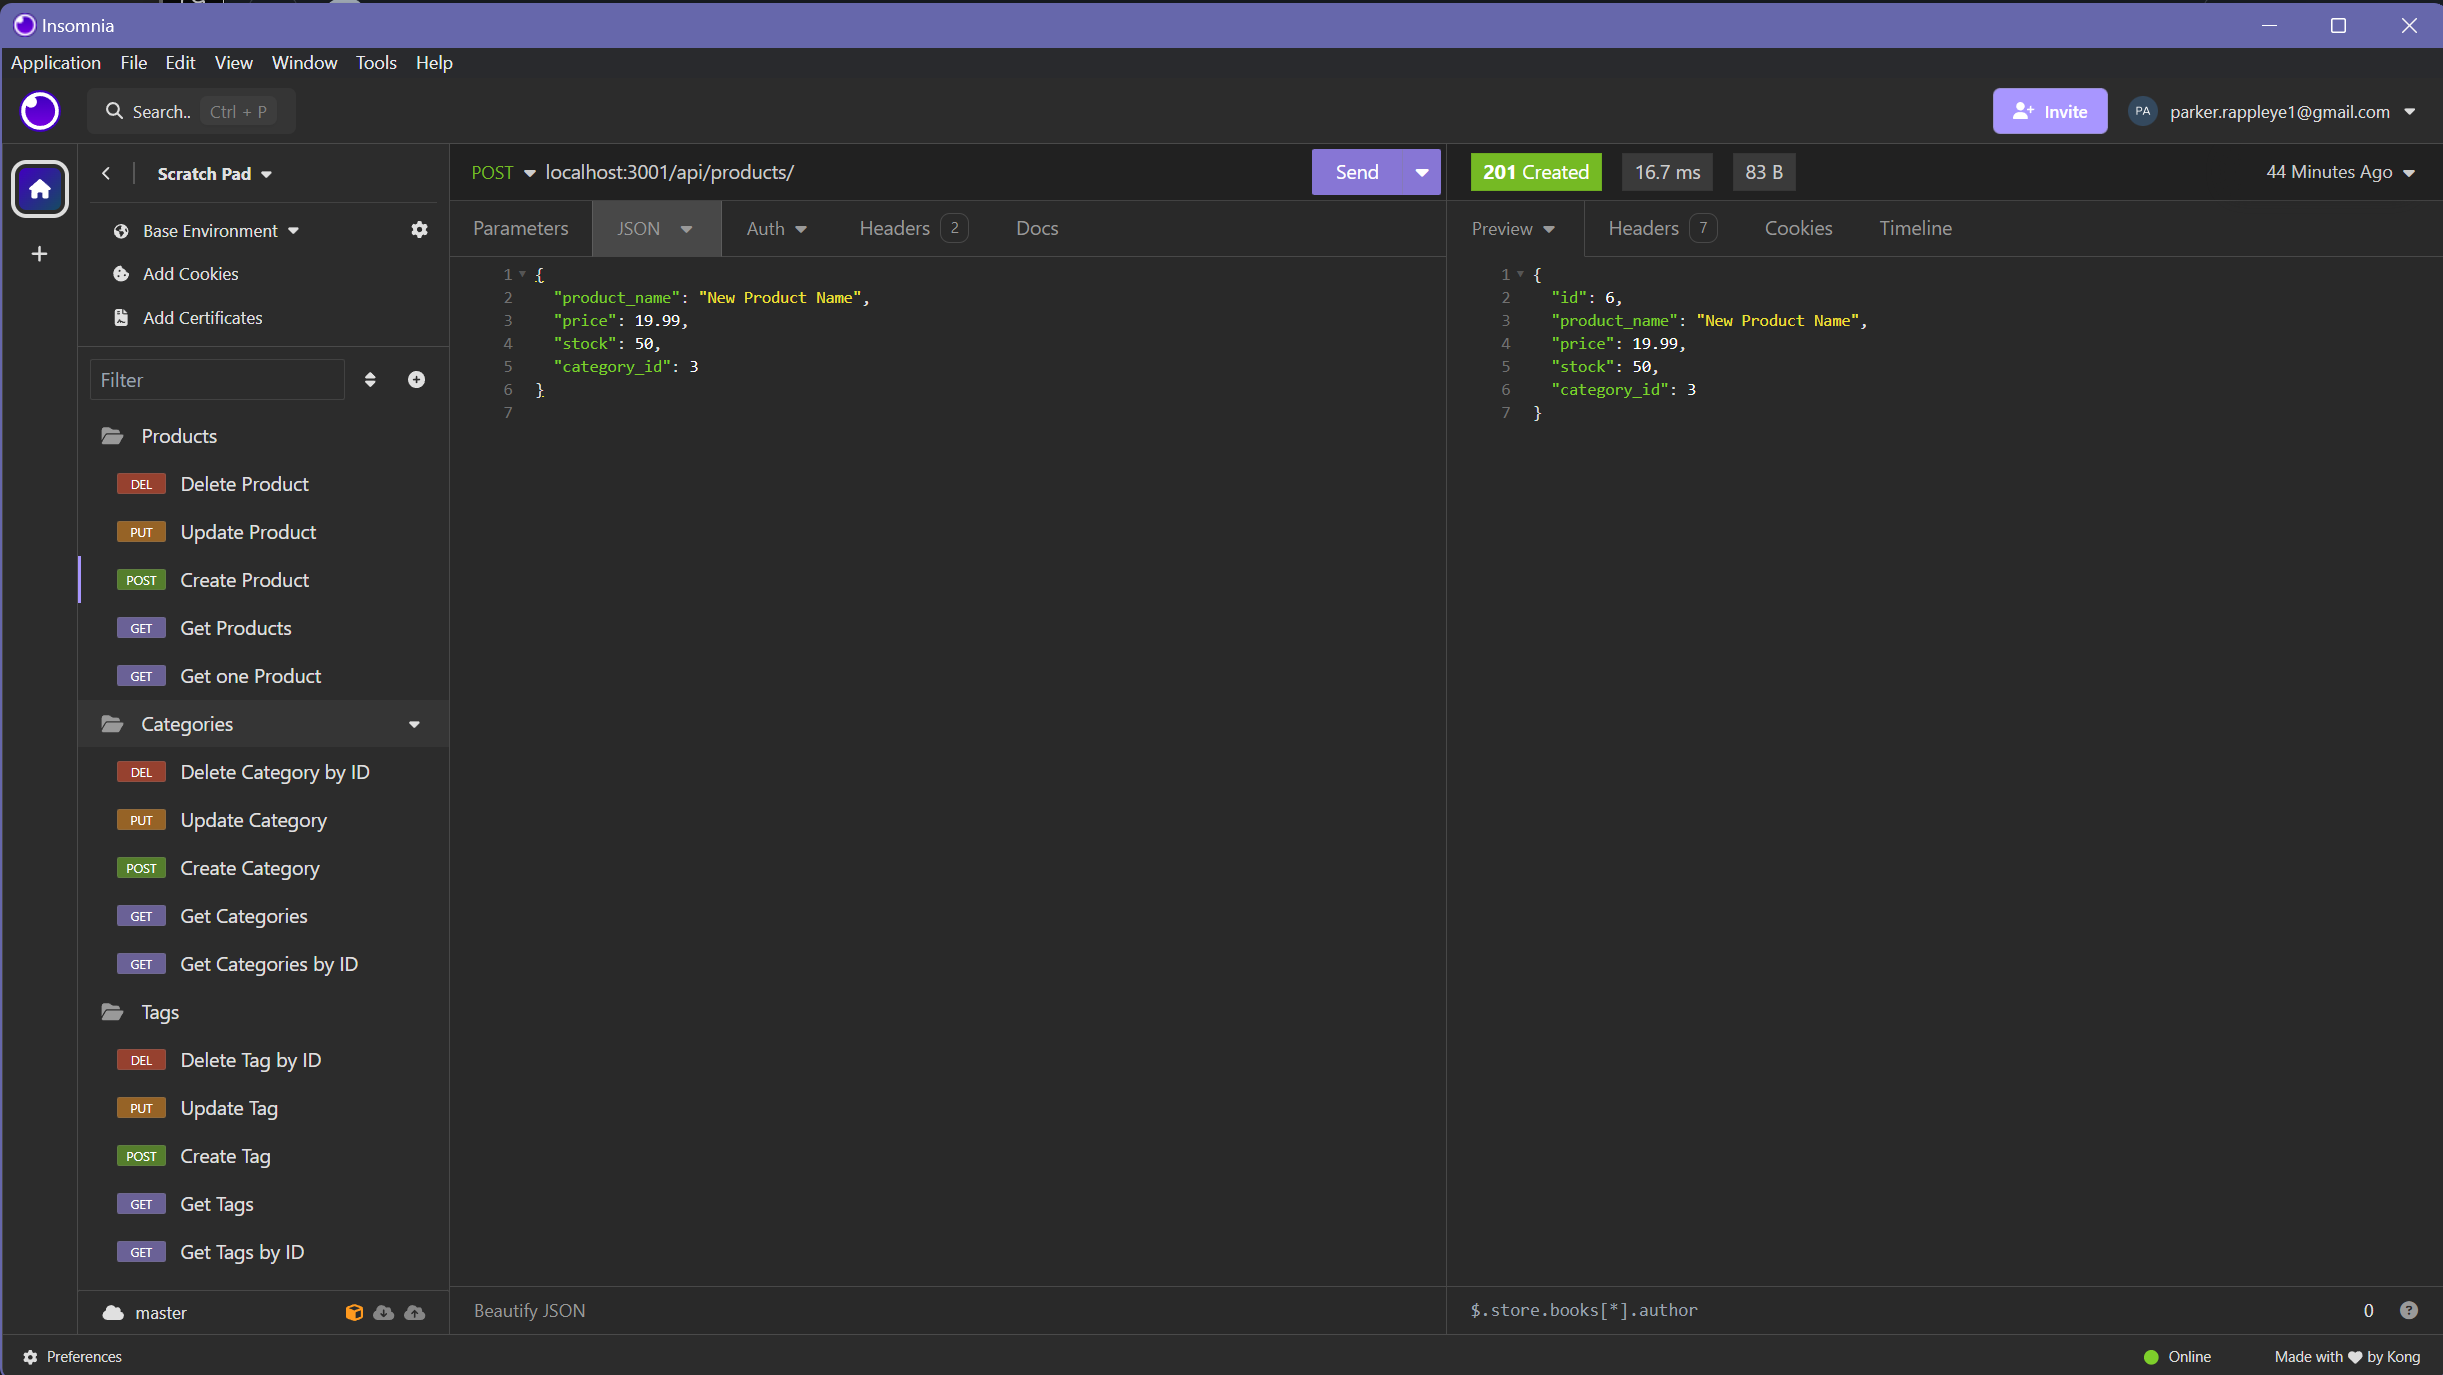 Insomnia
Application File Edit View Window Tools Help
Search.. Ctrl + P
Invite
PA parker.rappleye1@gmail.com
Scratch Pad
Base Environment
Add Cookies
Add Certificates
Filter
Products
DEL Delete Product
PUT Update Product
POST Create Product
GET Get Products
GET Get one Product
Categories
DEL Delete Category by ID
PUT Update Category
POST Create Category
GET Get Categories
GET Get Categories by ID
Tags
DEL Delete Tag by ID
PUT Update Tag
POST Create Tag
GET Get Tags
GET Get Tags by ID
master
POST localhost:3001/api/products/ Send
Parameters JSON Auth Headers 2 Docs
1 {
2 "product_name": "New Product Name",
3 "price": 19.99,
4 "stock": 50,
5 "category_id": 3
6 }
7
Beautify JSON
201 Created 16.7 ms 83 B 44 Minutes Ago
Preview Headers 7 Cookies Timeline
1 {
2 "id": 6,
3 "product_name": "New Product Name",
4 "price": 19.99,
5 "stock": 50,
6 "category_id": 3
7 }
$.store.books[*].author 0 ?
Preferences
Online Made with ♥ by Kong